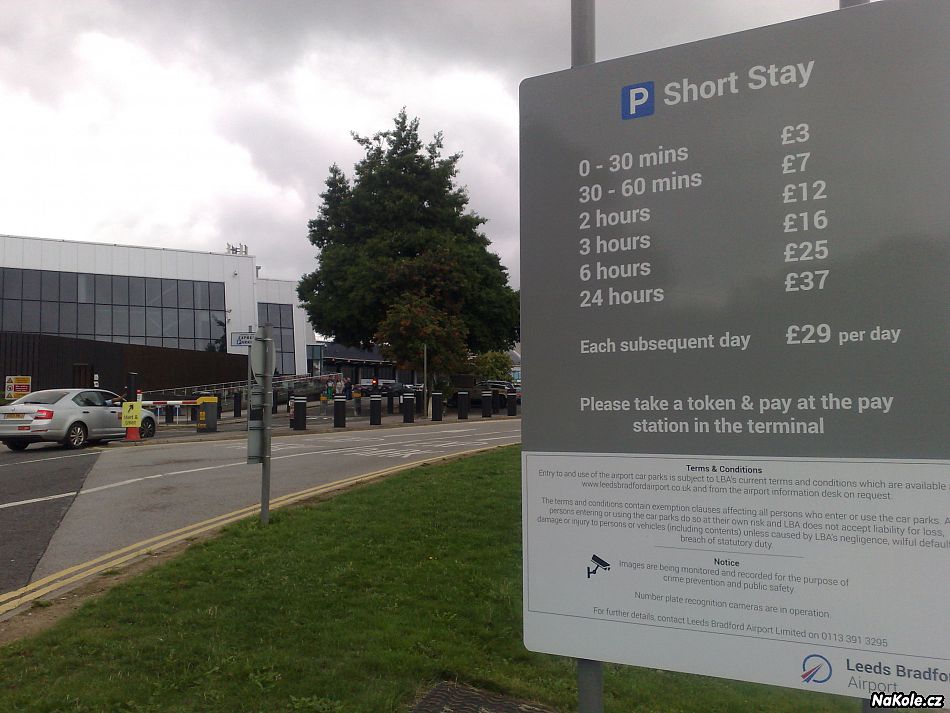 P Short Stay
0 - 30 mins £3
30 - 60 mins £7
2 hours £12
3 hours £16
6 hours £25
24 hours £37
Each subsequent day £29 per day
Please take a token & pay at the pay
station in the terminal
Terms & Conditions
Entry to and use of the airport car parks is subject to LBA's current terms and conditions which are available
www.leedsbradfordairport.co.uk and from the airport information desk on request.
The terms and conditions contain exemption clauses affecting all persons who enter or use the car parks.
persons entering or using the car parks do so at their own risk and LBA does not accept liability for loss,
damage or injury to persons or vehicles (including contents) unless caused by LBA's negligence, wilful default
breach of statutory duty.
Notice
Images are being monitored and recorded for the purpose of
crime prevention and public safety.
Number plate recognition cameras are in operation.
For further details, contact Leeds Bradford Airport Limited on 0113 391 3295
Leeds Bradford
Airport
NaKole.cz